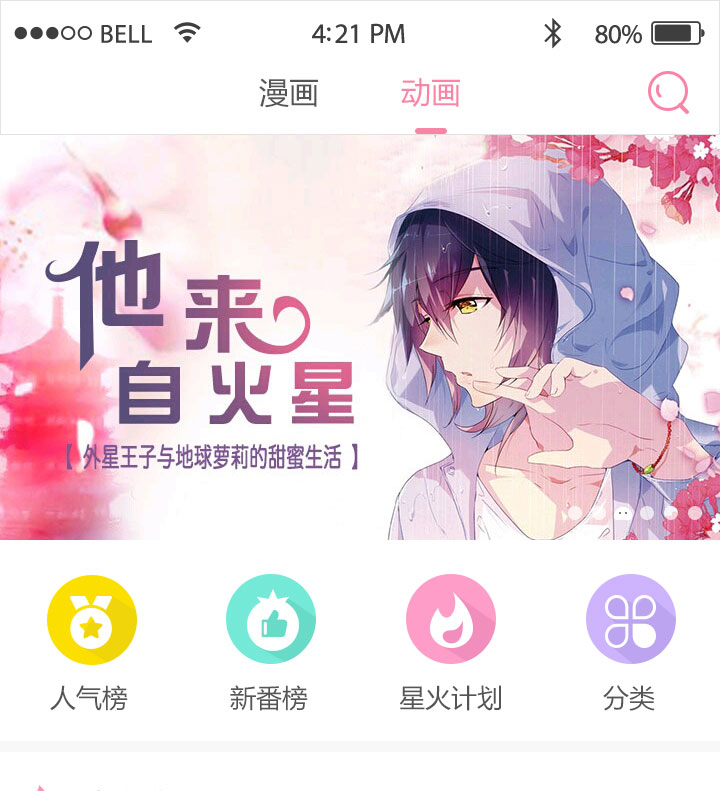 BELL 4:21 PM 80%
漫画 动画
他来
自火星
【 外星王子与地球萝莉的甜蜜生活 】
人气榜 新番榜 星火计划 分类